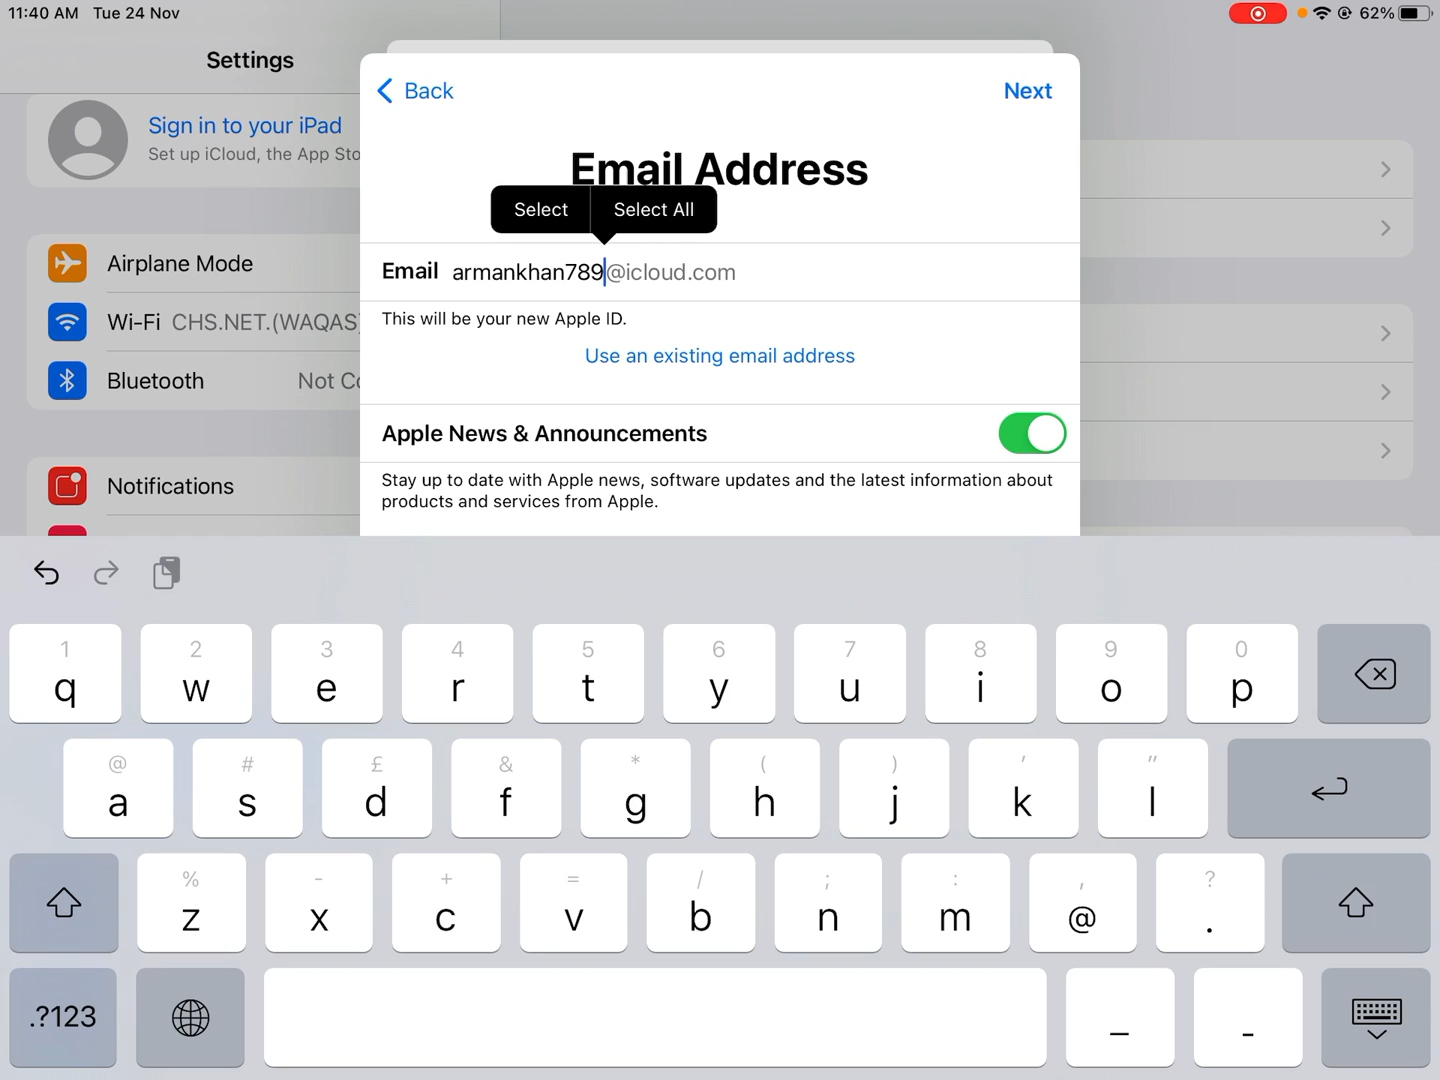 11:40 AM Tue 24 Nov
62%
Settings
Sign in to your iPad
Set up iCloud, the App Sto
Airplane Mode
Wi-Fi CHS.NET.(WAQAS)
Bluetooth Not Co
Notifications
Back
Next
Email Address
Select Select All
Email armankhan789@icloud.com
This will be your new Apple ID.
Use an existing email address
Apple News & Announcements
Stay up to date with Apple news, software updates and the latest information about
products and services from Apple.
1 2 3 4 5 6 7 8 9 0
q w e r t y u i o p
@ # £ & * ( ) ' "
a s d f g h j k l
% - + = / ; : , ?
z x c v b n m @ .
.?123 _ -